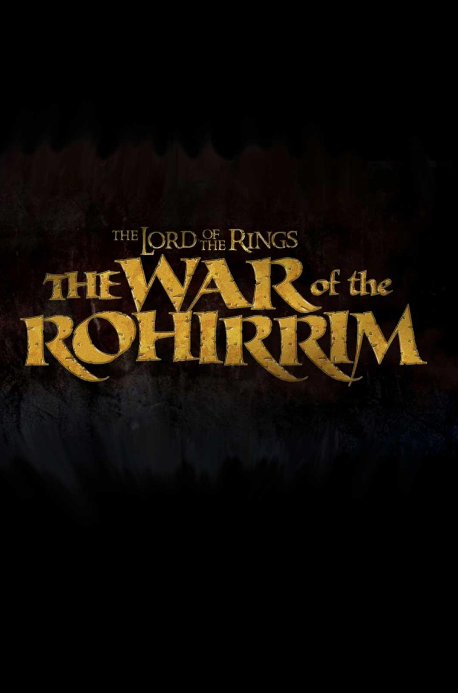 THE LORD OF THE RINGS
THE WAR of the
ROHIRRIM